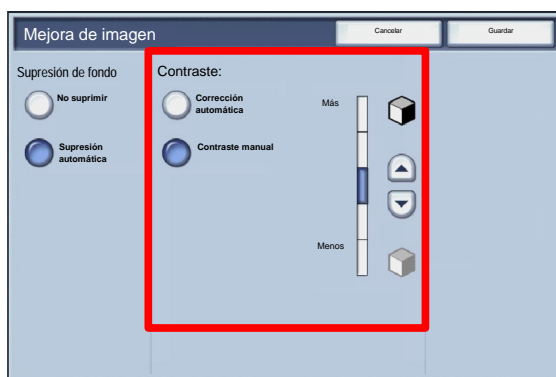 Mejora de imagen
Cancelar
Guardar
Supresión de fondo
No suprimir
Supresión
automática
Contraste:
Corrección
automática
Contraste manual
Más
Menos